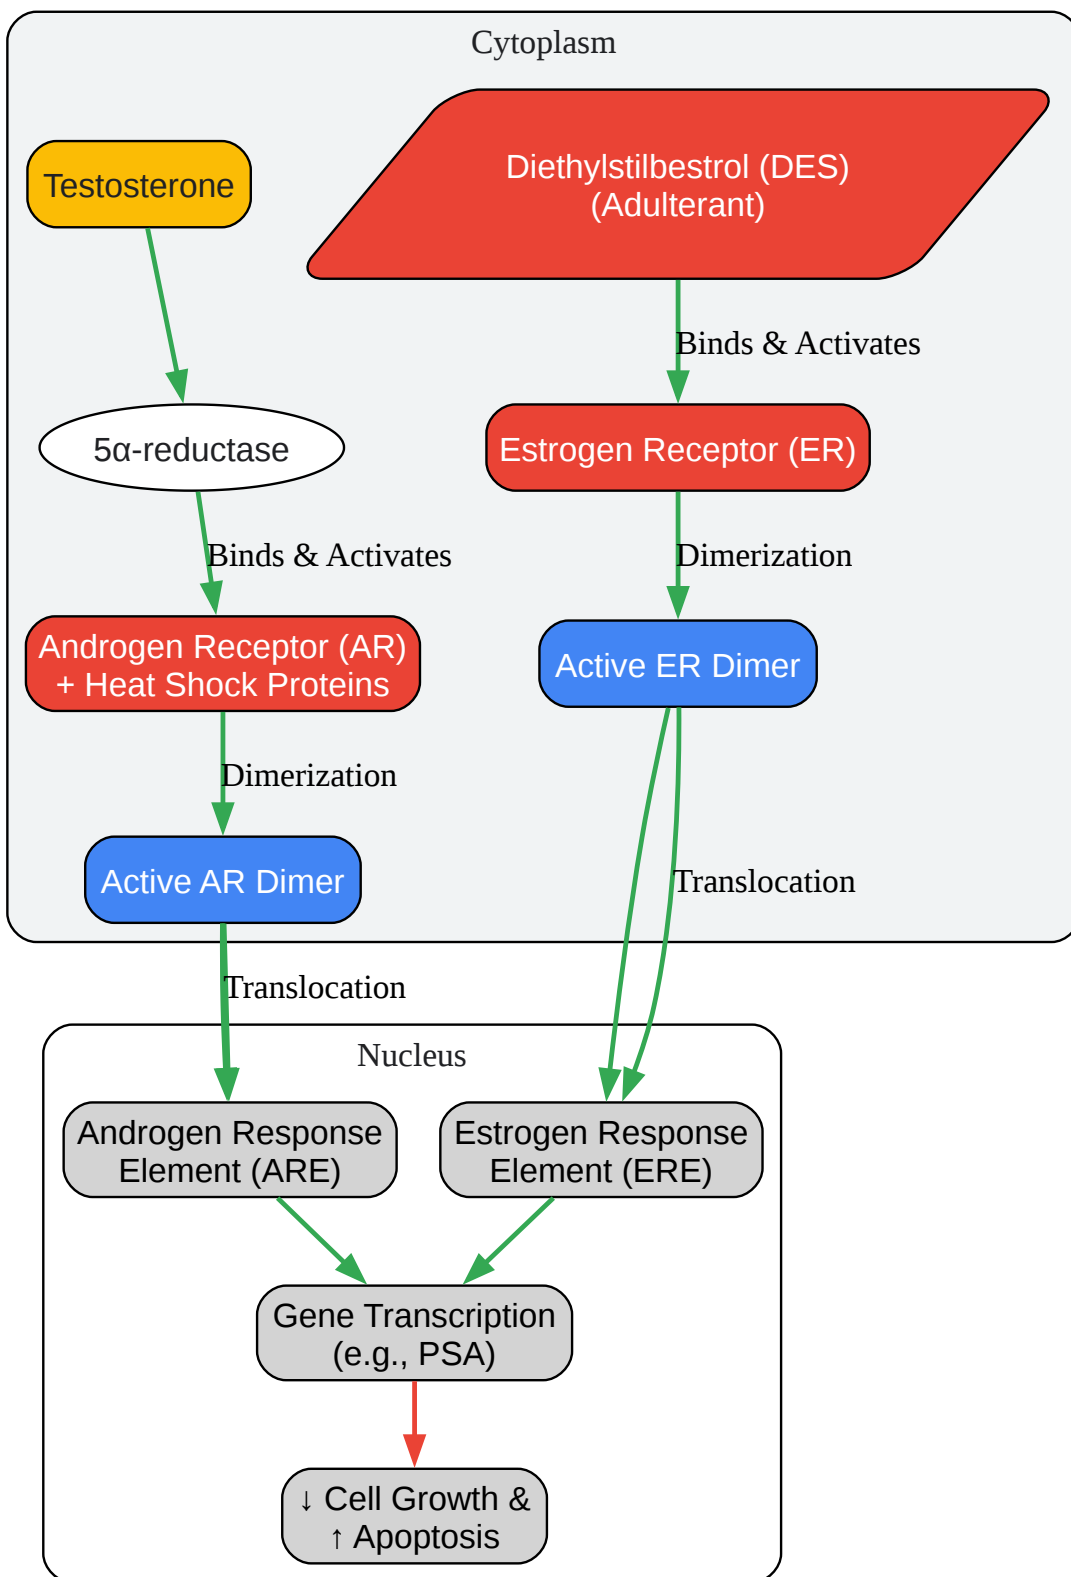 Cytoplasm
Testosterone
Diethylstilbestrol (DES)
(Adulterant)
Binds & Activates
5α-reductase
Estrogen Receptor (ER)
Binds & Activates
Dimerization
Androgen Receptor (AR)
+ Heat Shock Proteins
Active ER Dimer
Dimerization
Active AR Dimer
Translocation
Translocation
Nucleus
Androgen Response
Element (ARE)
Estrogen Response
Element (ERE)
Gene Transcription
(e.g., PSA)
↓ Cell Growth &
↑ Apoptosis